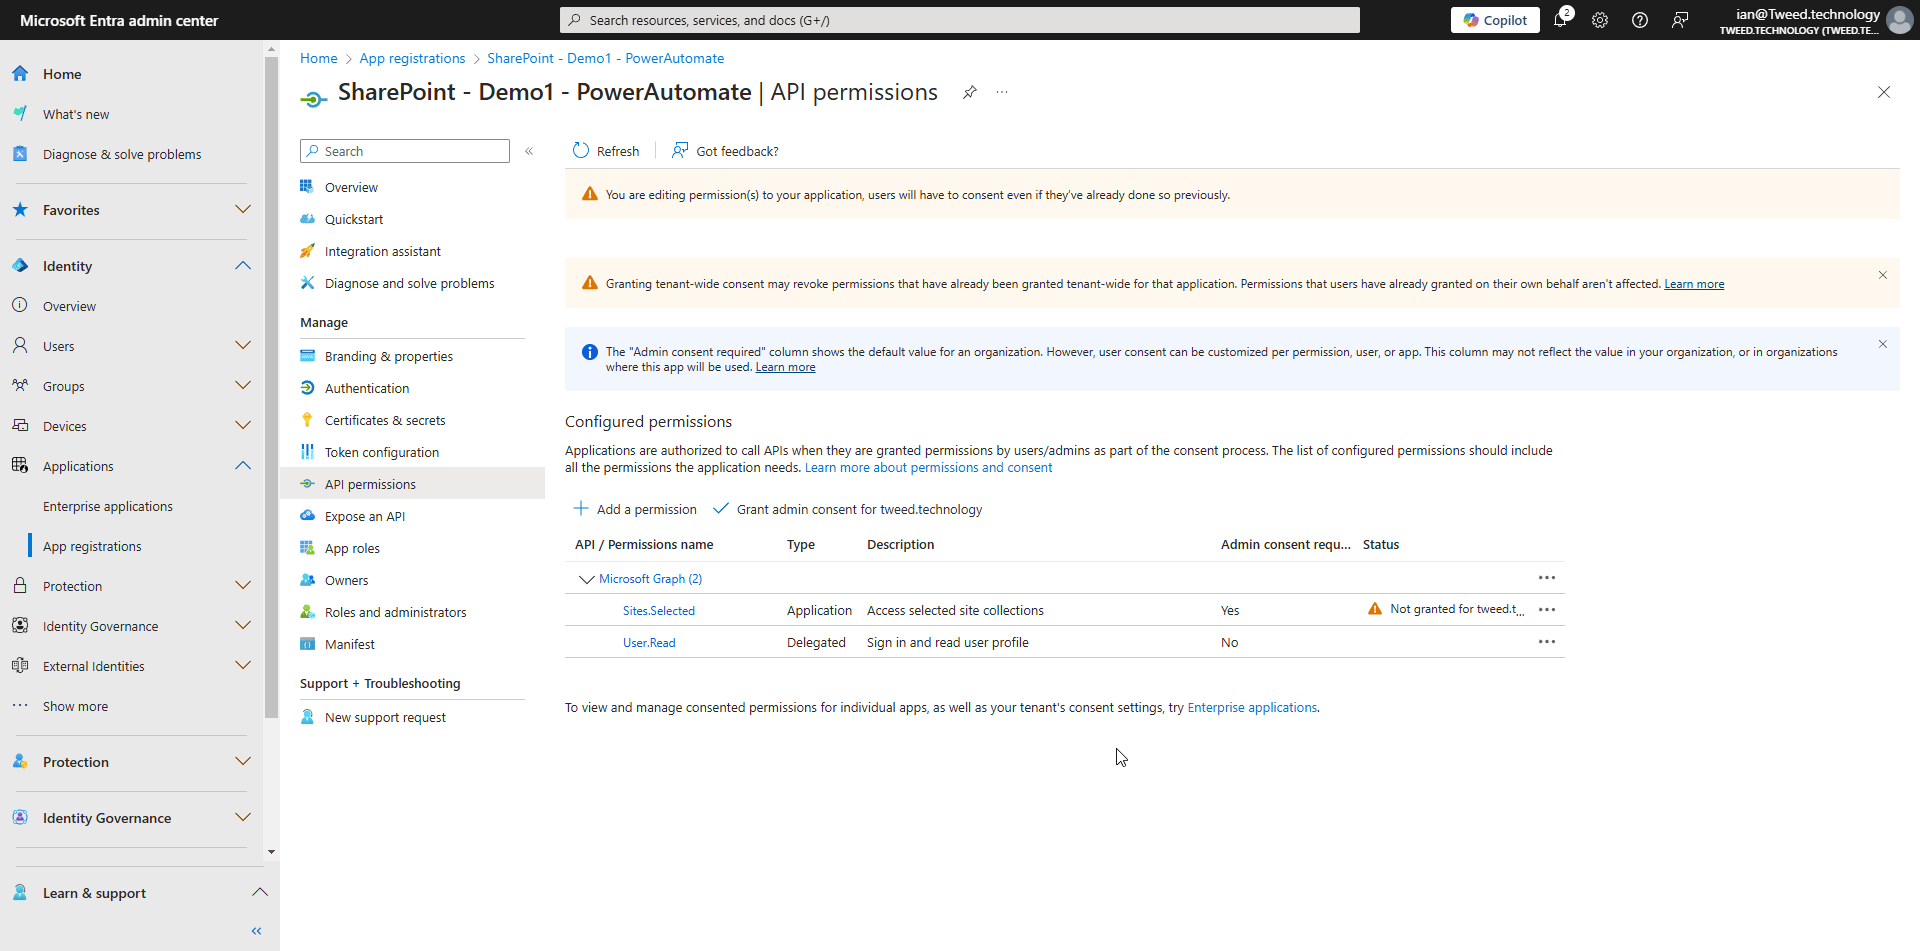 Microsoft Entra admin center
Search resources, services, and docs (G+/)
Copilot
2
ian@Tweed.technology
TWEED.TECHNOLOGY (TWEED.TE...
Home
What's new
Diagnose & solve problems
Favorites
Identity
Overview
Users
Groups
Devices
Applications
Enterprise applications
App registrations
Protection
Identity Governance
External Identities
Show more
Protection
Identity Governance
Learn & support
Home > App registrations > SharePoint - Demo1 - PowerAutomate
SharePoint - Demo1 - PowerAutomate | API permissions
Search
Overview
Quickstart
Integration assistant
Diagnose and solve problems
Manage
Branding & properties
Authentication
Certificates & secrets
Token configuration
API permissions
Expose an API
App roles
Owners
Roles and administrators
Manifest
Support + Troubleshooting
New support request
Refresh
Got feedback?
You are editing permission(s) to your application, users will have to consent even if they've already done so previously.
Granting tenant-wide consent may revoke permissions that have already been granted tenant-wide for that application. Permissions that users have already granted on their own behalf aren't affected. Learn more
The "Admin consent required" column shows the default value for an organization. However, user consent can be customized per permission, user, or app. This column may not reflect the value in your organization, or in organizations
where this app will be used. Learn more
Configured permissions
Applications are authorized to call APIs when they are granted permissions by users/admins as part of the consent process. The list of configured permissions should include
all the permissions the application needs. Learn more about permissions and consent
Add a permission
Grant admin consent for tweed.technology
API / Permissions name Type Description Admin consent requ... Status
Microsoft Graph (2)
Sites.Selected Application Access selected site collections Yes Not granted for tweed.t...
User.Read Delegated Sign in and read user profile No
To view and manage consented permissions for individual apps, as well as your tenant's consent settings, try Enterprise applications.